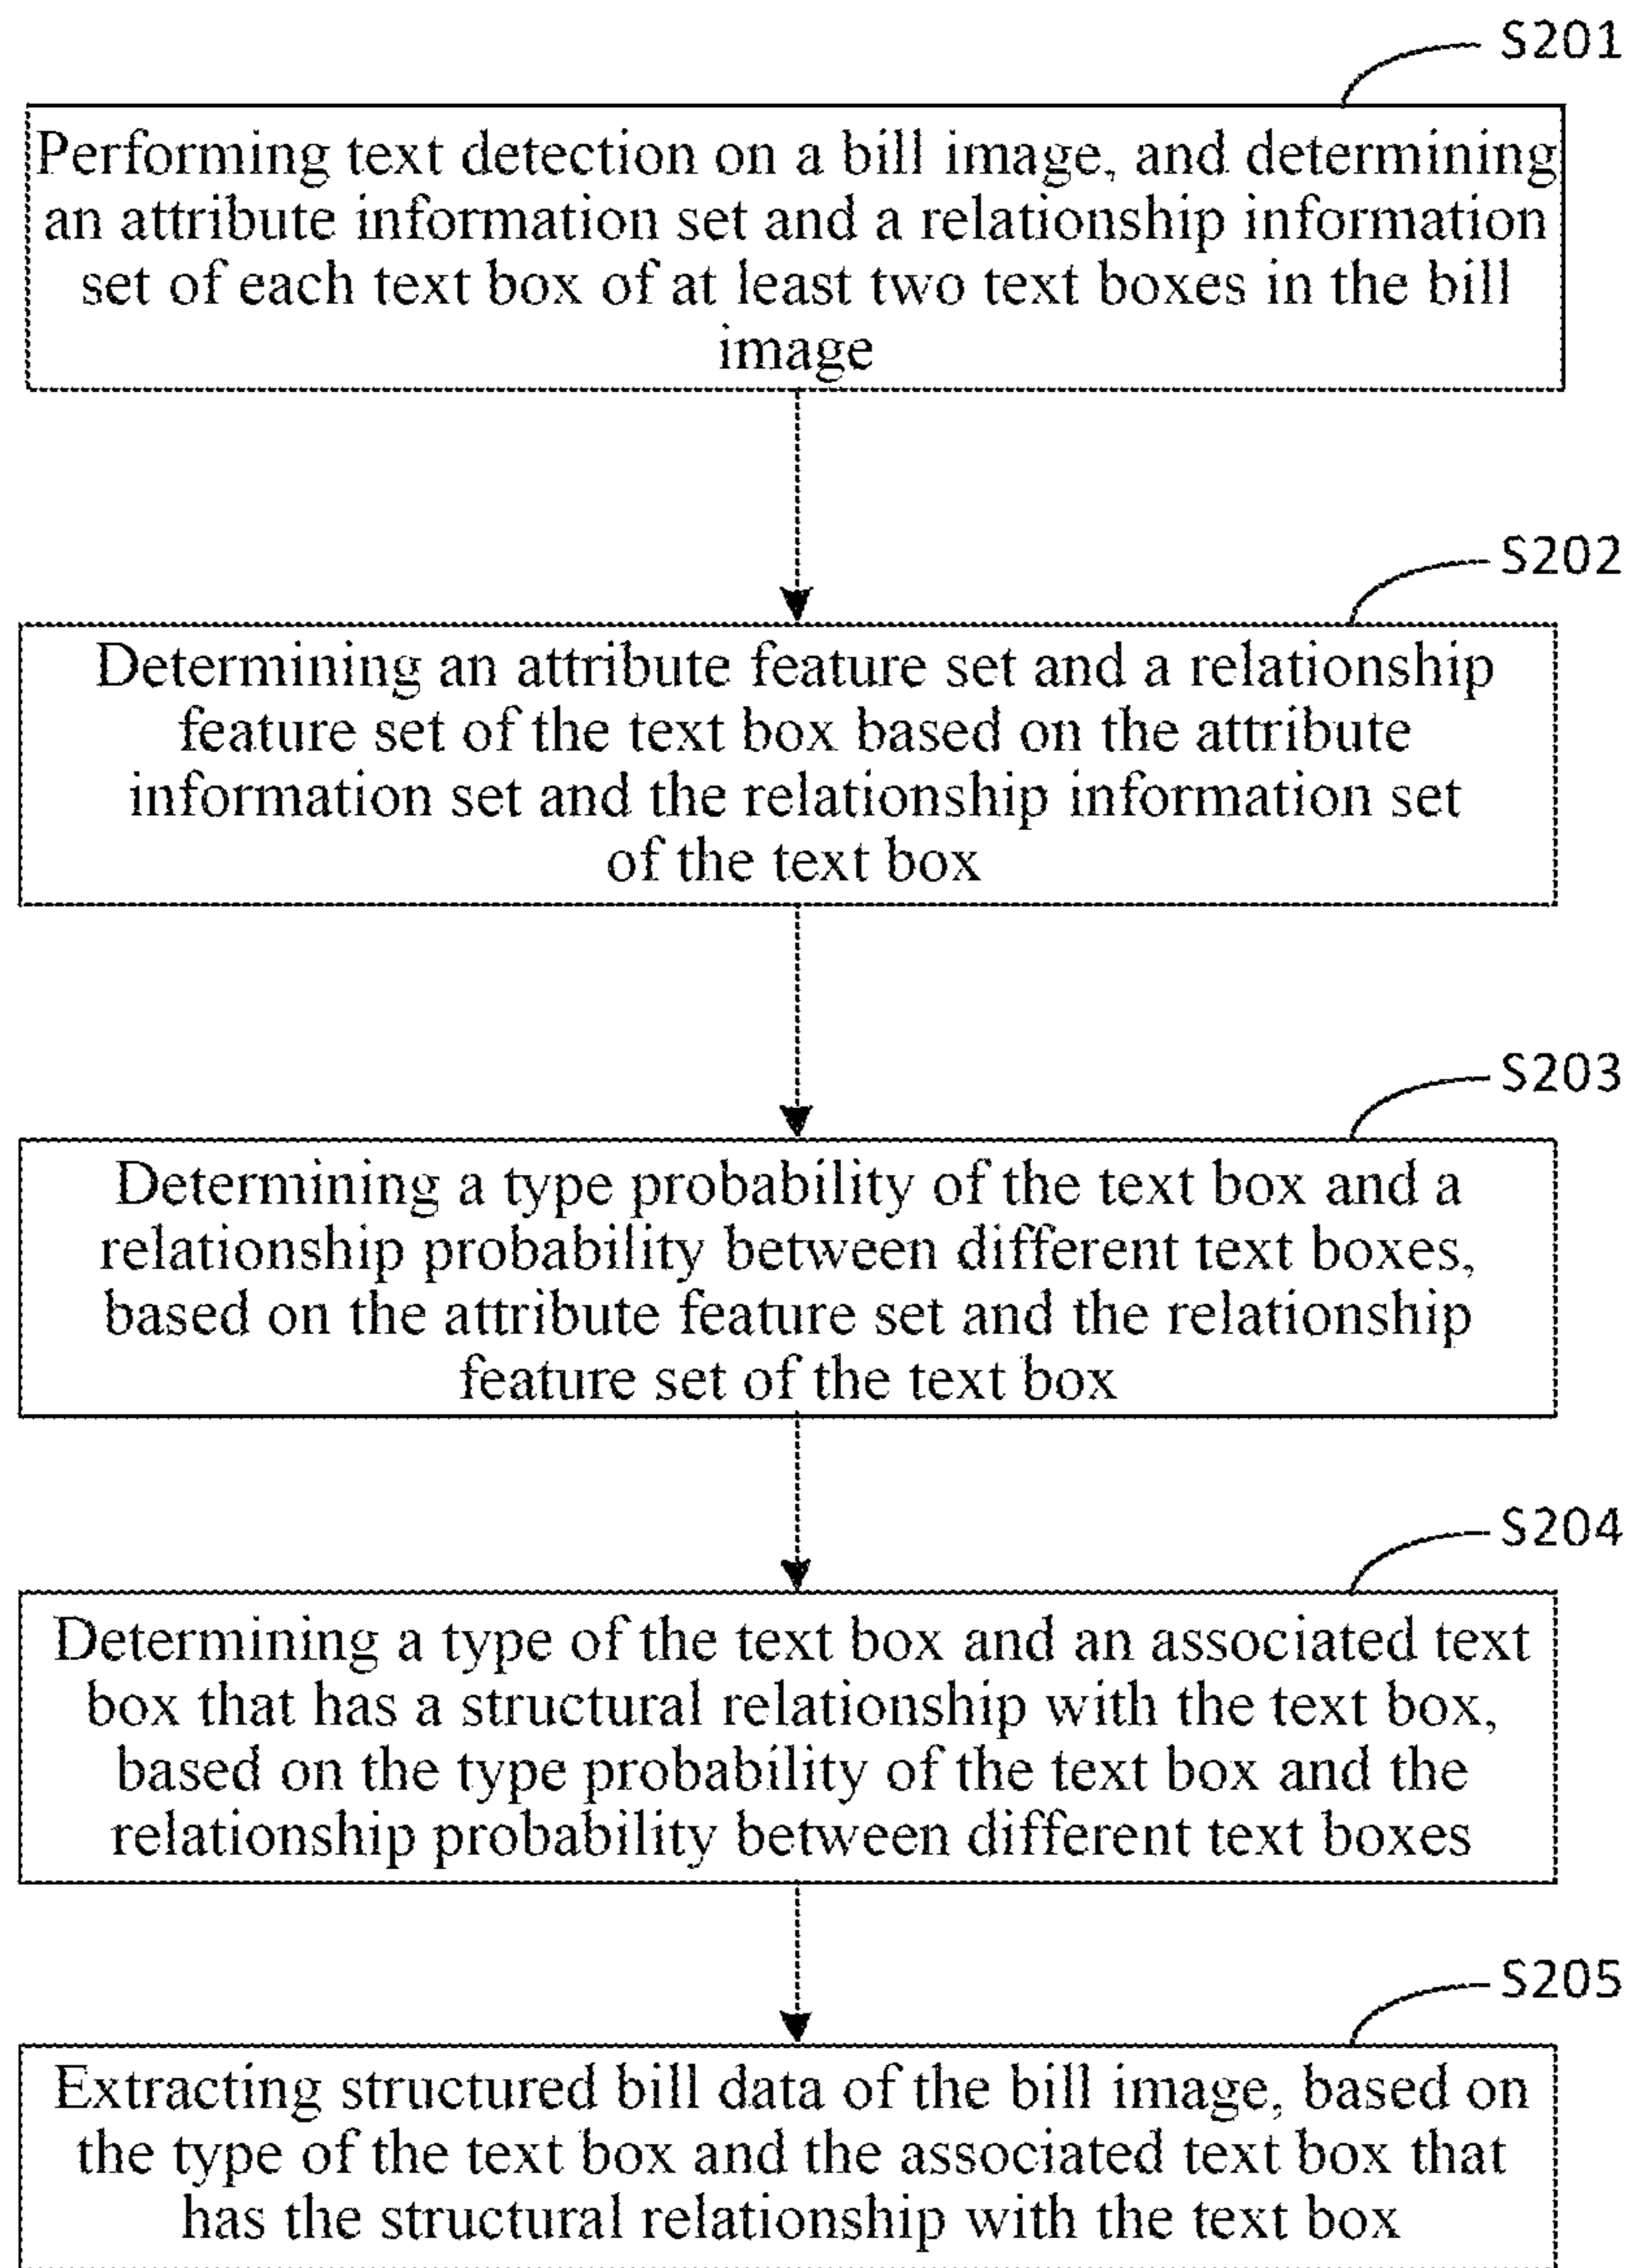 S201
Performing text detection on a bill image, and determining
an attribute information set and a relationship information
set of each text box of at least two text boxes in the bill
image
S202
Determining an attribute feature set and a relationship
feature set of the text box based on the attribute
information set and the relationship information set
of the text box
S203
Determining a type probability of the text box and a
relationship probability between different text boxes,
based on the attribute feature set and the relationship
feature set of the text box
S204
Determining a type of the text box and an associated text
box that has a structural relationship with the text box,
based on the type probability of the text box and the
relationship probability between different text boxes
S205
Extracting structured bill data of the bill image, based on
the type of the text box and the associated text box that
has the structural relationship with the text box